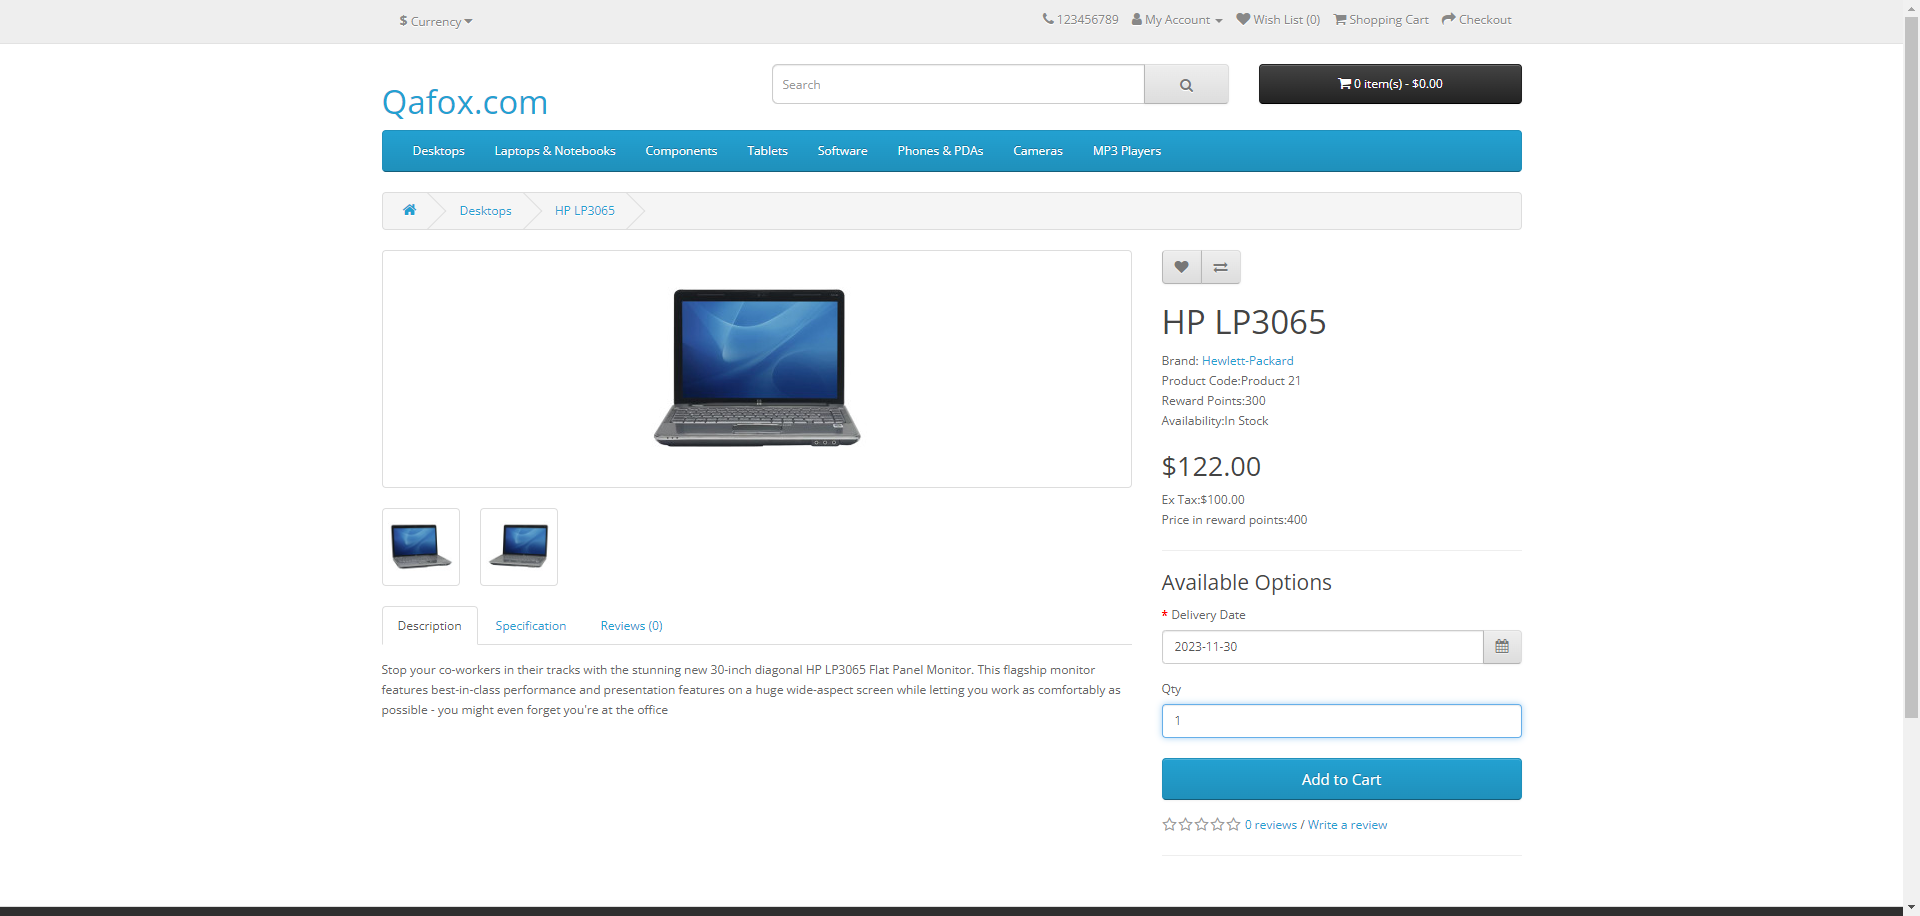 $ Currency
123456789 My Account Wish List (0) Shopping Cart Checkout
Qafox.com
Search
0 item(s) - $0.00
Desktops Laptops & Notebooks Components Tablets Software Phones & PDAs Cameras MP3 Players
Desktops HP LP3065
HP LP3065
Brand: Hewlett-Packard
Product Code:Product 21
Reward Points:300
Availability:In Stock
$122.00
Ex Tax:$100.00
Price in reward points:400
Available Options
* Delivery Date
2023-11-30
Qty
1
Add to Cart
0 reviews / Write a review
Description Specification Reviews (0)
Stop your co-workers in their tracks with the stunning new 30-inch diagonal HP LP3065 Flat Panel Monitor. This flagship monitor
features best-in-class performance and presentation features on a huge wide-aspect screen while letting you work as comfortably as
possible - you might even forget you're at the office